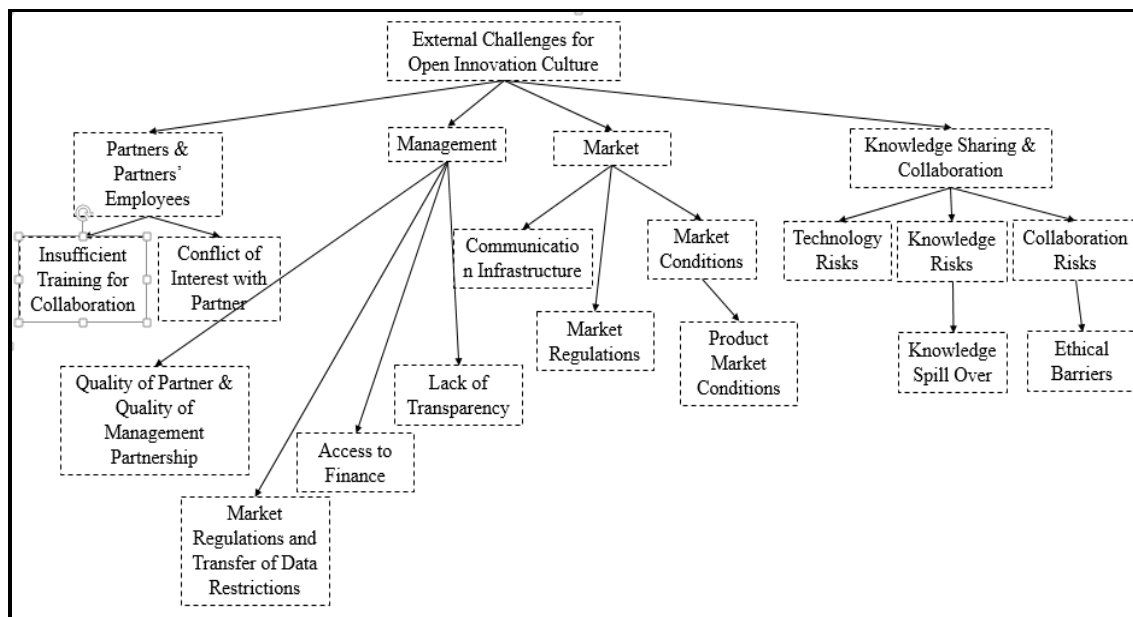 External Challenges for
Open Innovation Culture
Partners &
Partners'
Employees
Management
Market
Knowledge Sharing &
Collaboration
Insufficient
Training for
Collaboration
Conflict of
Interest with
Partner
Communicatio
n Infrastructure
Market
Conditions
Technology
Risks
Knowledge
Risks
Collaboration
Risks
Market
Regulations
Product
Market
Conditions
Knowledge
Spill Over
Ethical
Barriers
Quality of Partner &
Quality of
Management
Partnership
Lack of
Transparency
Access to
Finance
Market
Regulations and
Transfer of Data
Restrictions